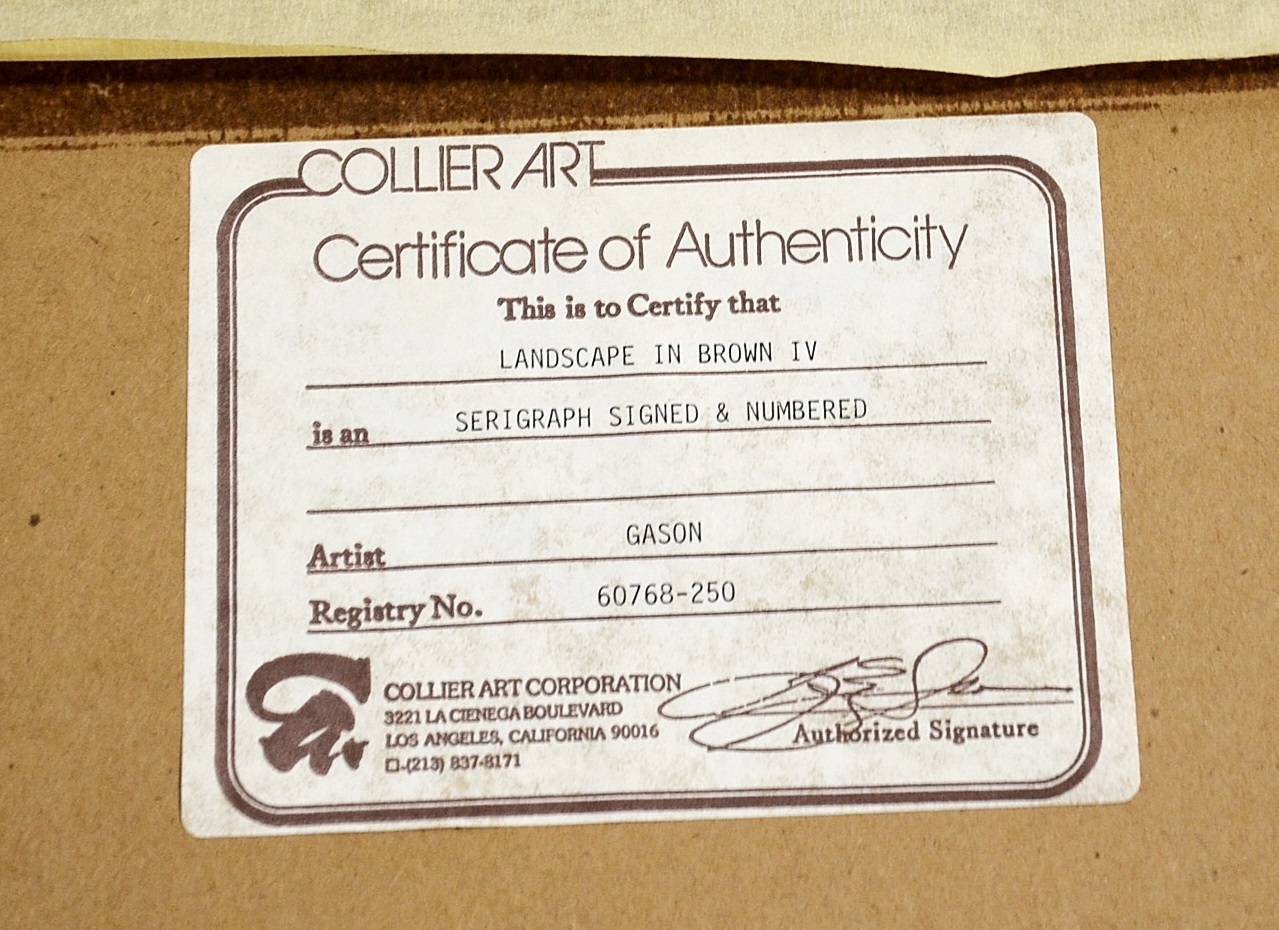 COLLIER ART
Certificate of Authenticity
This is to Certify that
LANDSCAPE IN BROWN IV
is an SERIGRAPH SIGNED & NUMBERED
Artist GASON
Registry No. 60768-250
COLLIER ART CORPORATION
3221 LA CIENEGA BOULEVARD
LOS ANGELES, CALIFORNIA 90016
(213) 837-8171
Authorized Signature